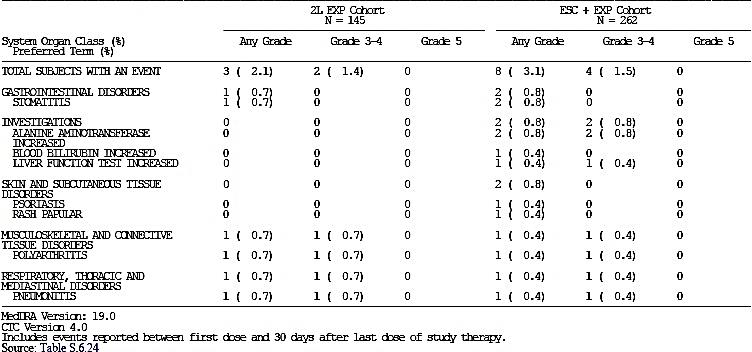 2L EXP Cohort ESC + EXP Cohort
N = 145 N = 262
System Organ Class (%)
Preferred Term (%) Any Grade Grade 3-4 Grade 5 Any Grade Grade 3-4 Grade 5
TOTAL SUBJECTS WITH AN EVENT 3 ( 2.1) 2 ( 1.4) 0 8 ( 3.1) 4 ( 1.5) 0
GASTROINTESTINAL DISORDERS 1 ( 0.7) 0 0 2 ( 0.8) 0 0
STOMATITIS 1 ( 0.7) 0 0 2 ( 0.8) 0 0
INVESTIGATIONS 0 0 0 2 ( 0.8) 2 ( 0.8) 0
ALANINE AMINOTRANSFERASE 0 0 0 2 ( 0.8) 2 ( 0.8) 0
INCREASED
BLOOD BILIRUBIN INCREASED 0 0 0 1 ( 0.4) 0 0
LIVER FUNCTION TEST INCREASED 0 0 0 1 ( 0.4) 1 ( 0.4) 0
SKIN AND SUBCUTANEOUS TISSUE 0 0 0 2 ( 0.8) 0 0
DISORDERS
PSORIASIS 0 0 0 1 ( 0.4) 0 0
RASH PAPULAR 0 0 0 1 ( 0.4) 0 0
MUSCULOSKELETAL AND CONNECTIVE 1 ( 0.7) 1 ( 0.7) 0 1 ( 0.4) 1 ( 0.4) 0
TISSUE DISORDERS
POLYARTHRITIS 1 ( 0.7) 1 ( 0.7) 0 1 ( 0.4) 1 ( 0.4) 0
RESPIRATORY, THORACIC AND 1 ( 0.7) 1 ( 0.7) 0 1 ( 0.4) 1 ( 0.4) 0
MEDIASTINAL DISORDERS
PNEUMONITIS 1 ( 0.7) 1 ( 0.7) 0 1 ( 0.4) 1 ( 0.4) 0
MedDRA Version: 19.0
CTC Version 4.0
Includes events reported between first dose and 30 days after last dose of study therapy.
Source: Table S.6.24